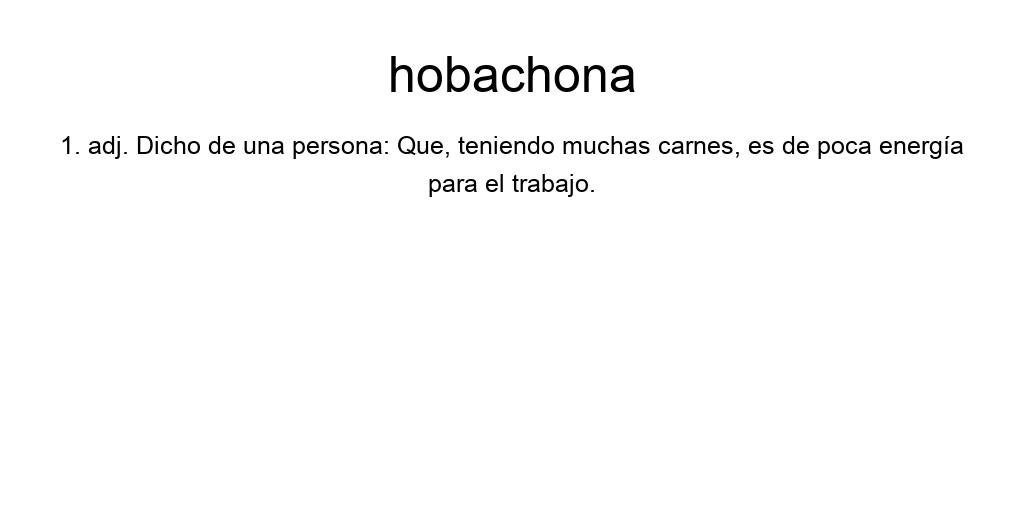 hobachona
1. adj. Dicho de una persona: Que, teniendo muchas carnes, es de poca energía
para el trabajo.